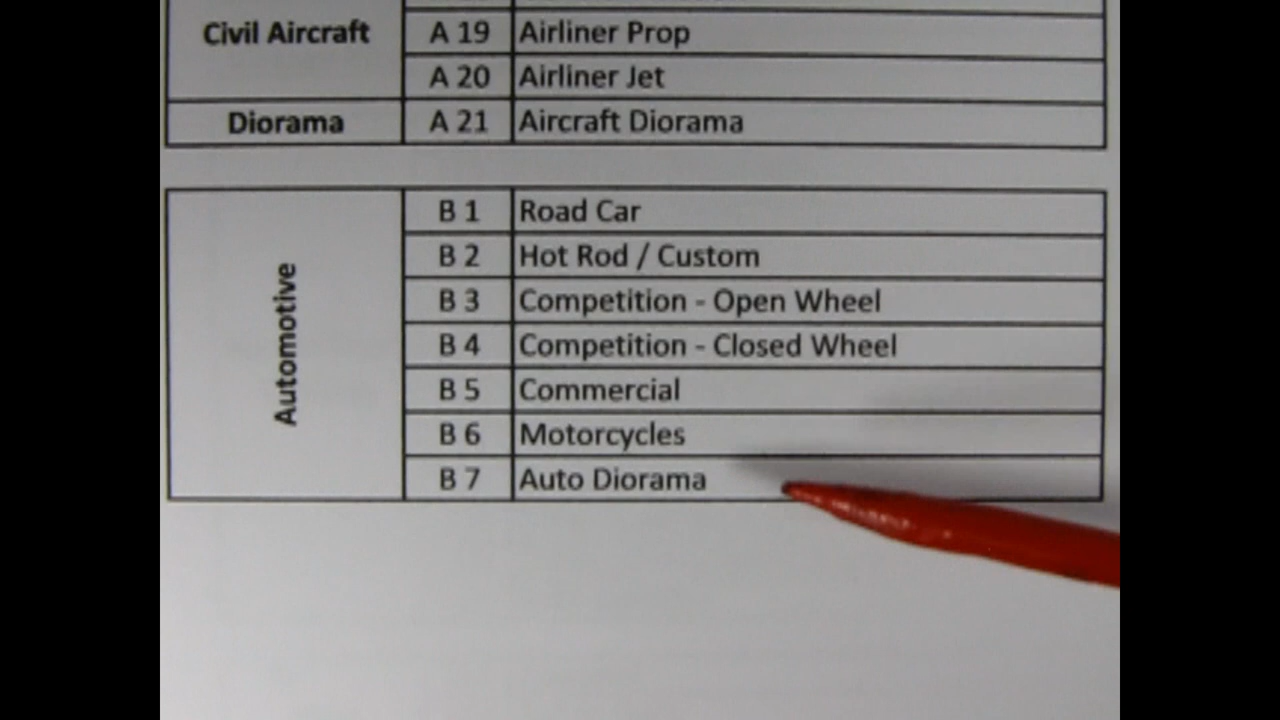 Civil Aircraft
A 19 Airliner Prop
A 20 Airliner Jet
Diorama A 21 Aircraft Diorama
Automotive
B 1 Road Car
B 2 Hot Rod / Custom
B 3 Competition - Open Wheel
B 4 Competition - Closed Wheel
B 5 Commercial
B 6 Motorcycles
B 7 Auto Diorama